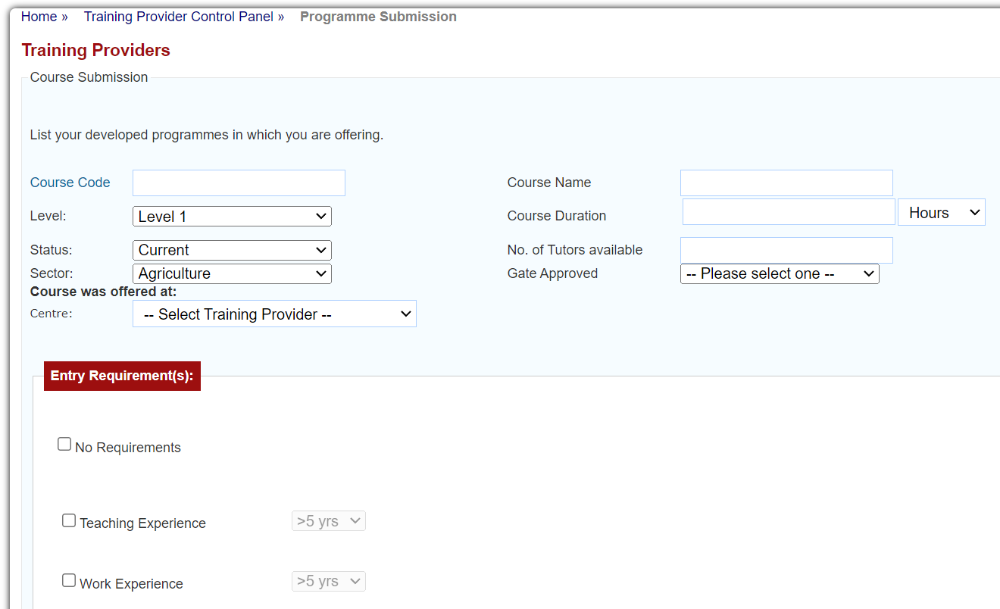 Home » Training Provider Control Panel » Programme Submission
Training Providers
Course Submission
List your developed programmes in which you are offering.
Course Code Course Name
Level: Level 1 Course Duration Hours
Status: Current No. of Tutors available
Sector: Agriculture Gate Approved -- Please select one --
Course was offered at:
Centre: -- Select Training Provider --
Entry Requirement(s):
No Requirements
Teaching Experience >5 yrs
Work Experience >5 yrs